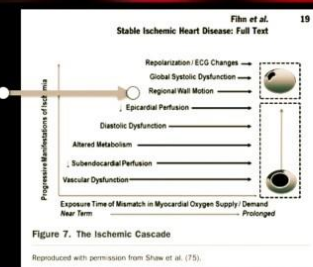 Fihn et al. 19
Stable Ischemic Heart Disease: Full Text
Repolarization / ECG Changes
Global Systolic Dysfunction
Regional Wall Motion
↓ Epicardial Perfusion
Diastolic Dysfunction
Altered Metabolism
↓ Subendocardial Perfusion
Vascular Dysfunction
Progressive Manifestations of Ischemia
Exposure Time of Mismatch in Myocardial Oxygen Supply / Demand
Near Term Prolonged
Figure 7. The Ischemic Cascade
Reproduced with permission from Shaw et al. (75).